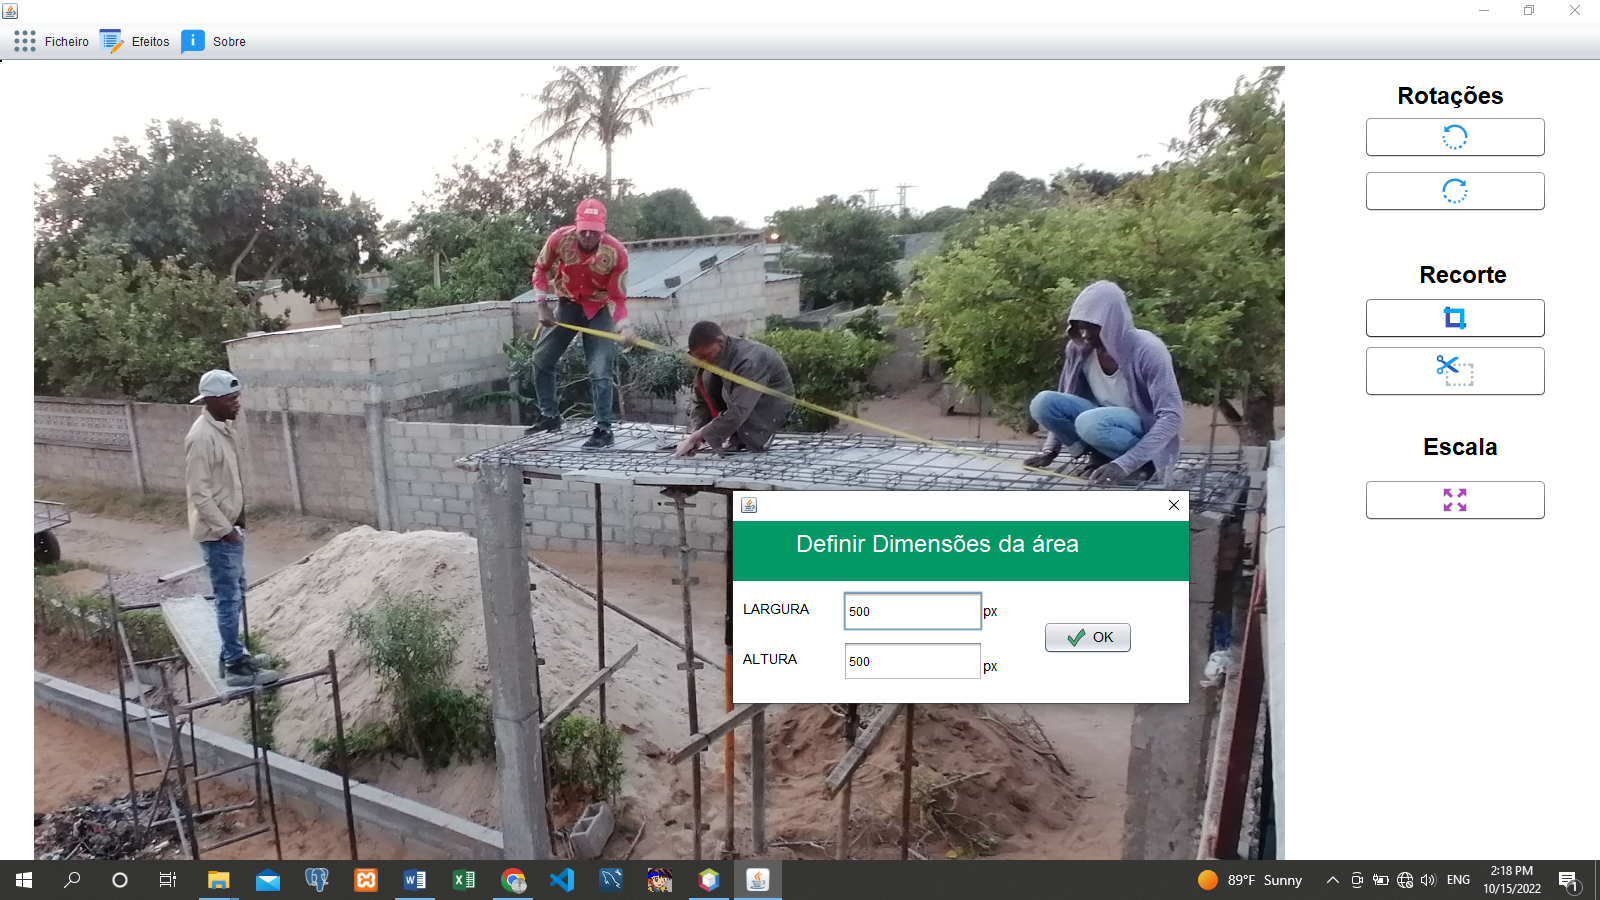 Ficheiro Efeitos Sobre
Rotações
Recorte
Escala
Definir Dimensões da área
LARGURA 500 px
OK
ALTURA 500 px
89°F Sunny
ENG
2:18 PM
10/15/2022
1